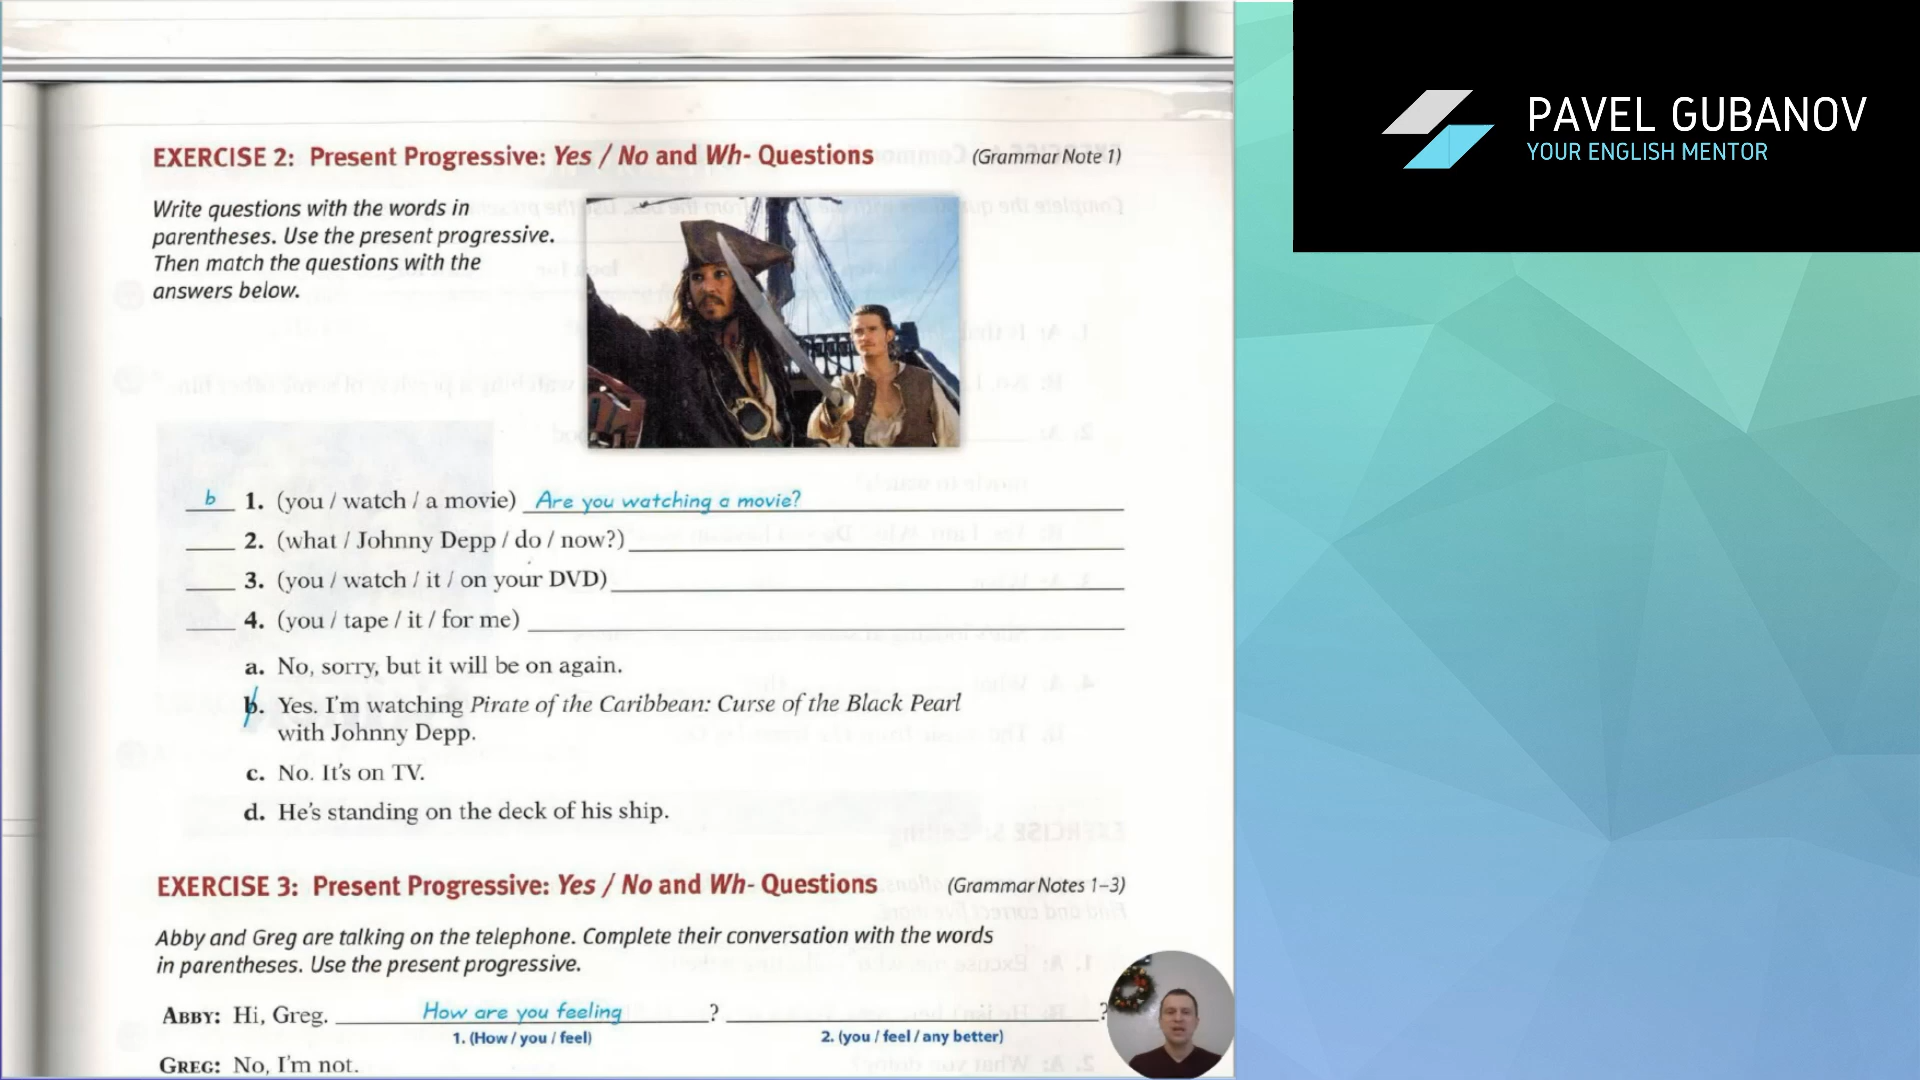 PAVEL GUBANOV
YOUR ENGLISH MENTOR
EXERCISE 2: Present Progressive: Yes / No and Wh- Questions (Grammar Note 1)
Write questions with the words in
parentheses. Use the present progressive.
Then match the questions with the
answers below.
b 1. (you / watch / a movie) Are you watching a movie?
2. (what / Johnny Depp / do / now?)
3. (you / watch / it / on your DVD)
4. (you / tape / it / for me)
a. No, sorry, but it will be on again.
b. Yes. I'm watching Pirate of the Caribbean: Curse of the Black Pearl
with Johnny Depp.
c. No. It's on TV.
d. He's standing on the deck of his ship.
EXERCISE 3: Present Progressive: Yes / No and Wh- Questions (Grammar Notes 1–3)
Abby and Greg are talking on the telephone. Complete their conversation with the words
in parentheses. Use the present progressive.
ABBY: Hi, Greg. How are you feeling ? ?
1. (How / you / feel) 2. (you / feel / any better)
GREG: No, I'm not.